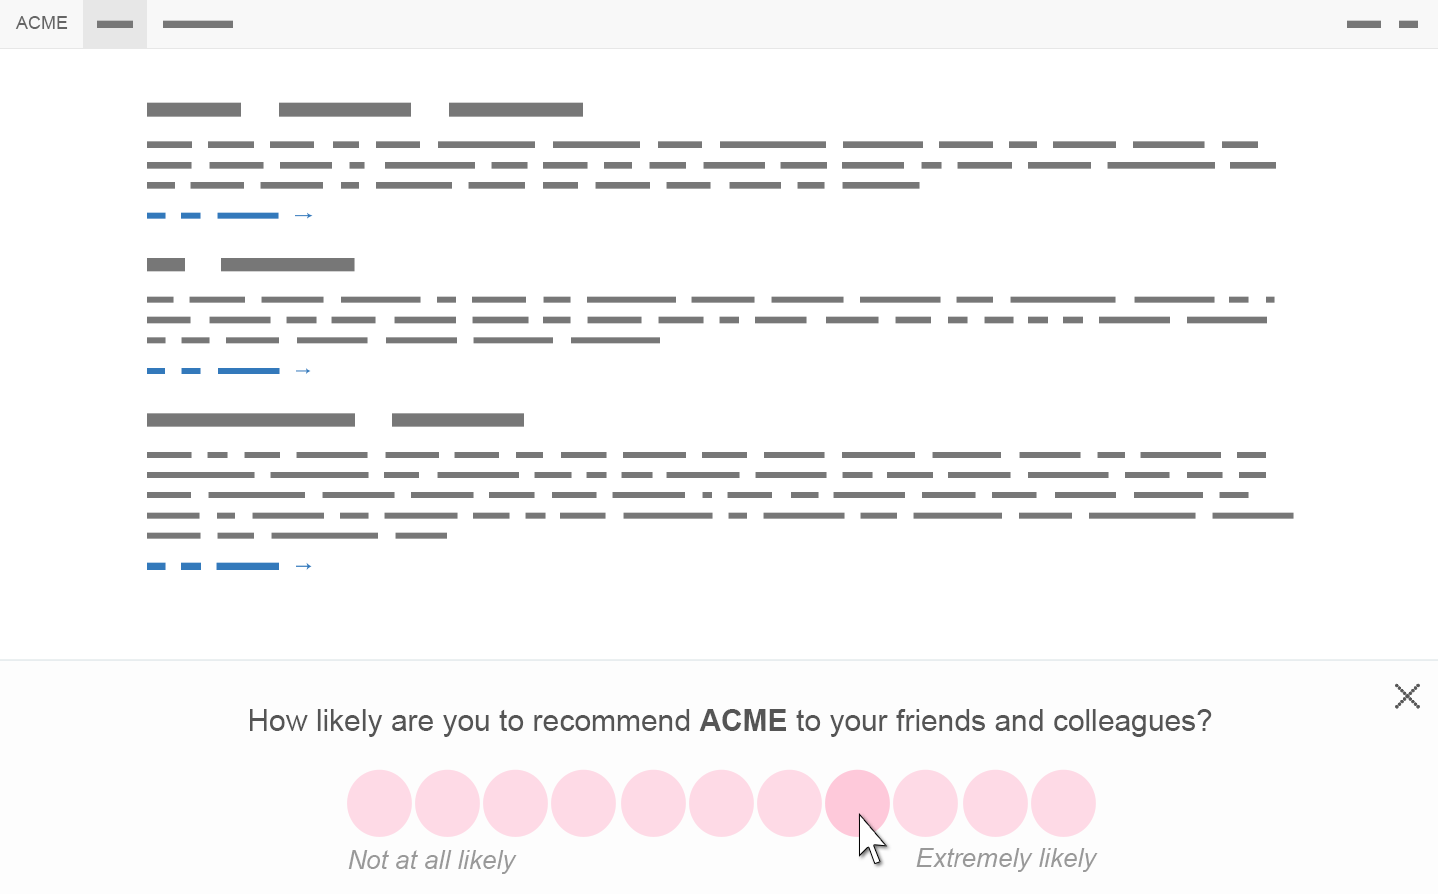 ACME
How likely are you to recommend ACME to your friends and colleagues?
Not at all likely
Extremely likely